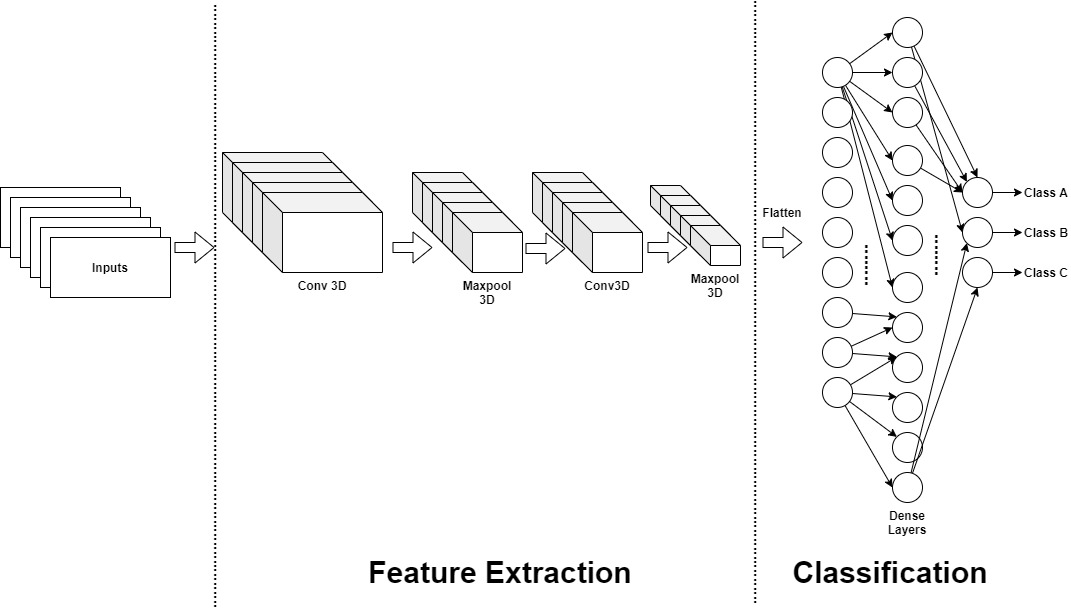 Inputs
Conv 3D
Maxpool
3D
Conv3D
Maxpool
3D
Flatten
Class A
Class B
Class C
Dense
Layers
Feature Extraction
Classification